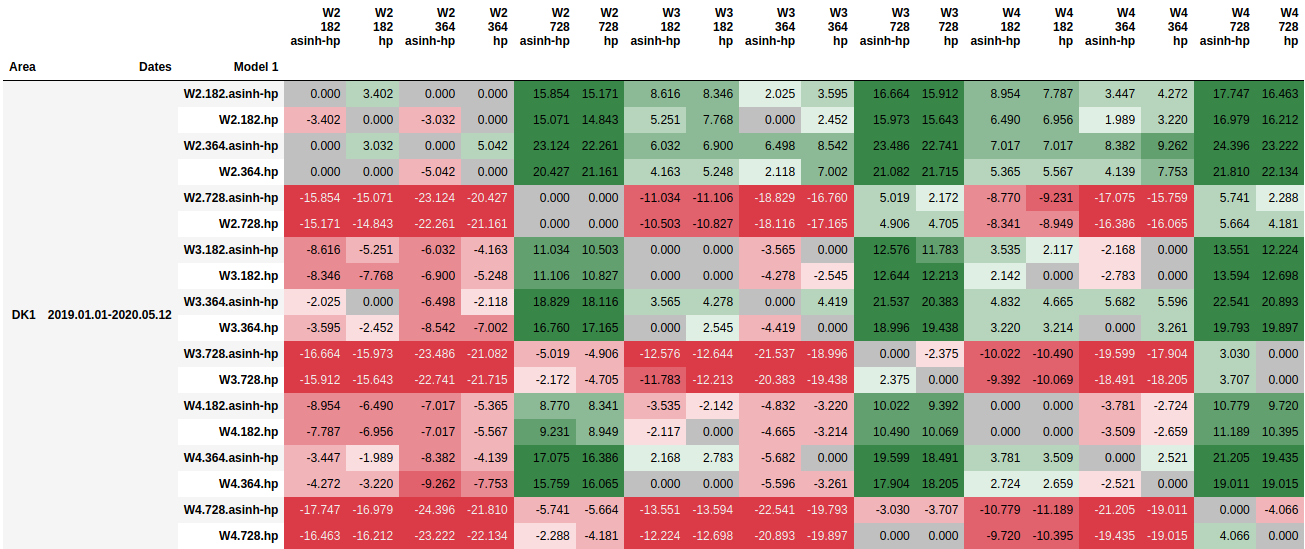 W2 W2 W2 W2 W2 W2 W3 W3 W3 W3 W3 W3 W4 W4 W4 W4 W4 W4
182 182 364 364 728 728 182 182 364 364 728 728 182 182 364 364 728 728
asinh-hp hp asinh-hp hp asinh-hp hp asinh-hp hp asinh-hp hp asinh-hp hp asinh-hp hp asinh-hp hp asinh-hp hp
Area Dates Model 1
W2.182.asinh-hp 0.000 3.402 0.000 0.000 15.854 15.171 8.616 8.346 2.025 3.595 16.664 15.912 8.954 7.787 3.447 4.272 17.747 16.463
W2.182.hp -3.402 0.000 -3.032 0.000 15.071 14.843 5.251 7.768 0.000 2.452 15.973 15.643 6.490 6.956 1.989 3.220 16.979 16.212
W2.364.asinh-hp 0.000 3.032 0.000 5.042 23.124 22.261 6.032 6.900 6.498 8.542 23.486 22.741 7.017 7.017 8.382 9.262 24.396 23.222
W2.364.hp 0.000 0.000 -5.042 0.000 20.427 21.161 4.163 5.248 2.118 7.002 21.082 21.715 5.365 5.567 4.139 7.753 21.810 22.134
W2.728.asinh-hp -15.854 -15.071 -23.124 -20.427 0.000 0.000 -11.034 -11.106 -18.829 -16.760 5.019 2.172 -8.770 -9.231 -17.075 -15.759 5.741 2.288
W2.728.hp -15.171 -14.843 -22.261 -21.161 0.000 0.000 -10.503 -10.827 -18.116 -17.165 4.906 4.705 -8.341 -8.949 -16.386 -16.065 5.664 4.181
W3.182.asinh-hp -8.616 -5.251 -6.032 -4.163 11.034 10.503 0.000 0.000 -3.565 0.000 12.576 11.783 3.535 2.117 -2.168 0.000 13.551 12.224
W3.182.hp -8.346 -7.768 -6.900 -5.248 11.106 10.827 0.000 0.000 -4.278 -2.545 12.644 12.213 2.142 0.000 -2.783 0.000 13.594 12.698
W3.364.asinh-hp -2.025 0.000 -6.498 -2.118 18.829 18.116 3.565 4.278 0.000 4.419 21.537 20.383 4.832 4.665 5.682 5.596 22.541 20.893
DK1 2019.01.01-2020.05.12
W3.364.hp -3.595 -2.452 -8.542 -7.002 16.760 17.165 0.000 2.545 -4.419 0.000 18.996 19.438 3.220 3.214 0.000 3.261 19.793 19.897
W3.728.asinh-hp -16.664 -15.973 -23.486 -21.082 -5.019 -4.906 -12.576 -12.644 -21.537 -18.996 0.000 -2.375 -10.022 -10.490 -19.599 -17.904 3.030 0.000
W3.728.hp -15.912 -15.643 -22.741 -21.715 -2.172 -4.705 -11.783 -12.213 -20.383 -19.438 2.375 0.000 -9.392 -10.069 -18.491 -18.205 3.707 0.000
W4.182.asinh-hp -8.954 -6.490 -7.017 -5.365 8.770 8.341 -3.535 -2.142 -4.832 -3.220 10.022 9.392 0.000 0.000 -3.781 -2.724 10.779 9.720
W4.182.hp -7.787 -6.956 -7.017 -5.567 9.231 8.949 -2.117 0.000 -4.665 -3.214 10.490 10.069 0.000 0.000 -3.509 -2.659 11.189 10.395
W4.364.asinh-hp -3.447 -1.989 -8.382 -4.139 17.075 16.386 2.168 2.783 -5.682 0.000 19.599 18.491 3.781 3.509 0.000 2.521 21.205 19.435
W4.364.hp -4.272 -3.220 -9.262 -7.753 15.759 16.065 0.000 0.000 -5.596 -3.261 17.904 18.205 2.724 2.659 -2.521 0.000 19.011 19.015
W4.728.asinh-hp -17.747 -16.979 -24.396 -21.810 -5.741 -5.664 -13.551 -13.594 -22.541 -19.793 -3.030 -3.707 -10.779 -11.189 -21.205 -19.011 0.000 -4.066
W4.728.hp -16.463 -16.212 -23.222 -22.134 -2.288 -4.181 -12.224 -12.698 -20.893 -19.897 0.000 0.000 -9.720 -10.395 -19.435 -19.015 4.066 0.000